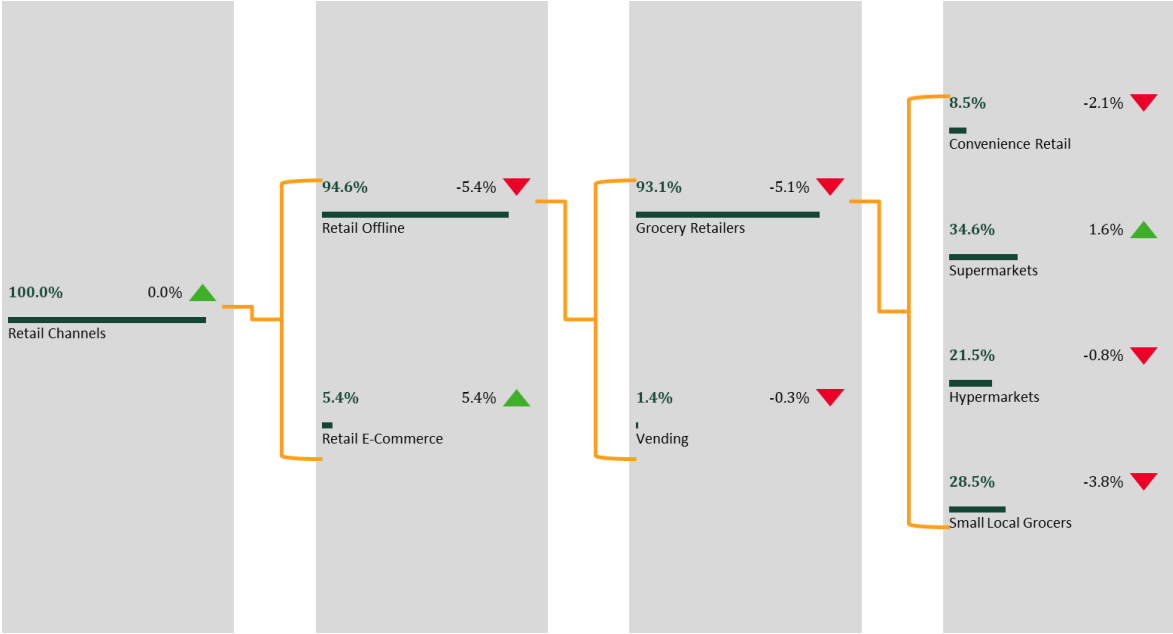 100.0% 0.0%
Retail Channels
94.6% -5.4%
Retail Offline
5.4% 5.4%
Retail E-Commerce
93.1% -5.1%
Grocery Retailers
1.4% -0.3%
Vending
8.5% -2.1%
Convenience Retail
34.6% 1.6%
Supermarkets
21.5% -0.8%
Hypermarkets
28.5% -3.8%
Small Local Grocers